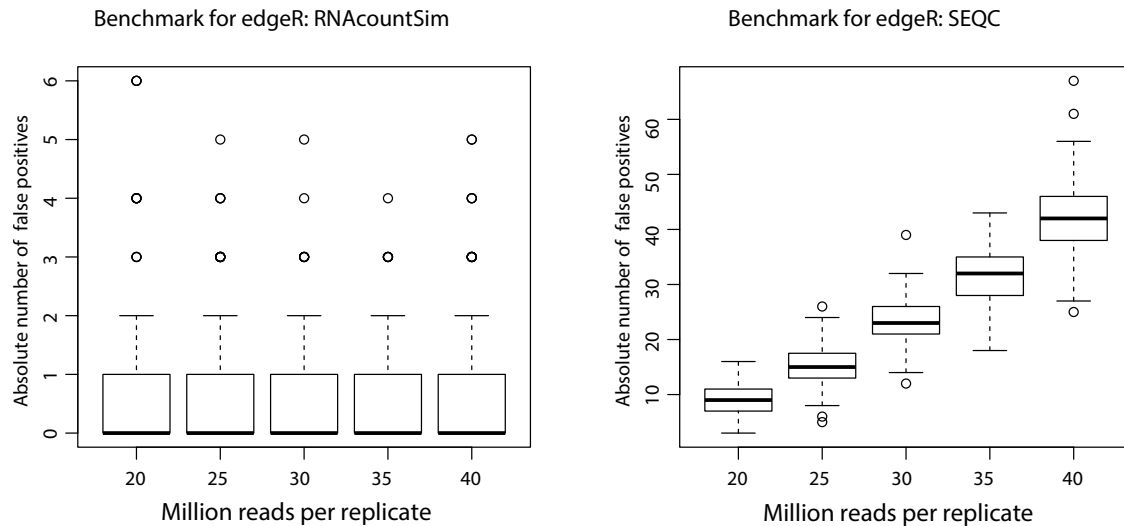 Benchmark for edgeR: RNAcountSim
Absolute number of false positives
6
5
4
3
2
1
0
20 25 30 35 40
Million reads per replicate
Benchmark for edgeR: SEQC
Absolute number of false positives
60
50
40
30
20
10
20 25 30 35 40
Million reads per replicate